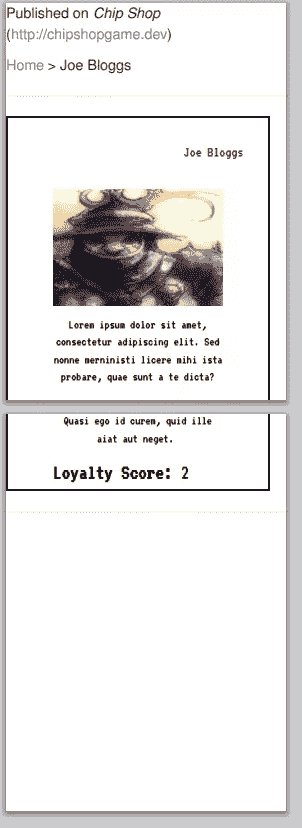 Published on Chip Shop
(http://chipshopgame.dev)
Home > Joe Bloggs
Joe Bloggs
Lorem ipsum dolor sit amet,
consectetur adipiscing elit. Sed
nonne merninisti licere mihi ista
probare, quae sunt a te dicta?
Quasi ego id curem, quid ille
aiat aut neget.
Loyalty Score: 2